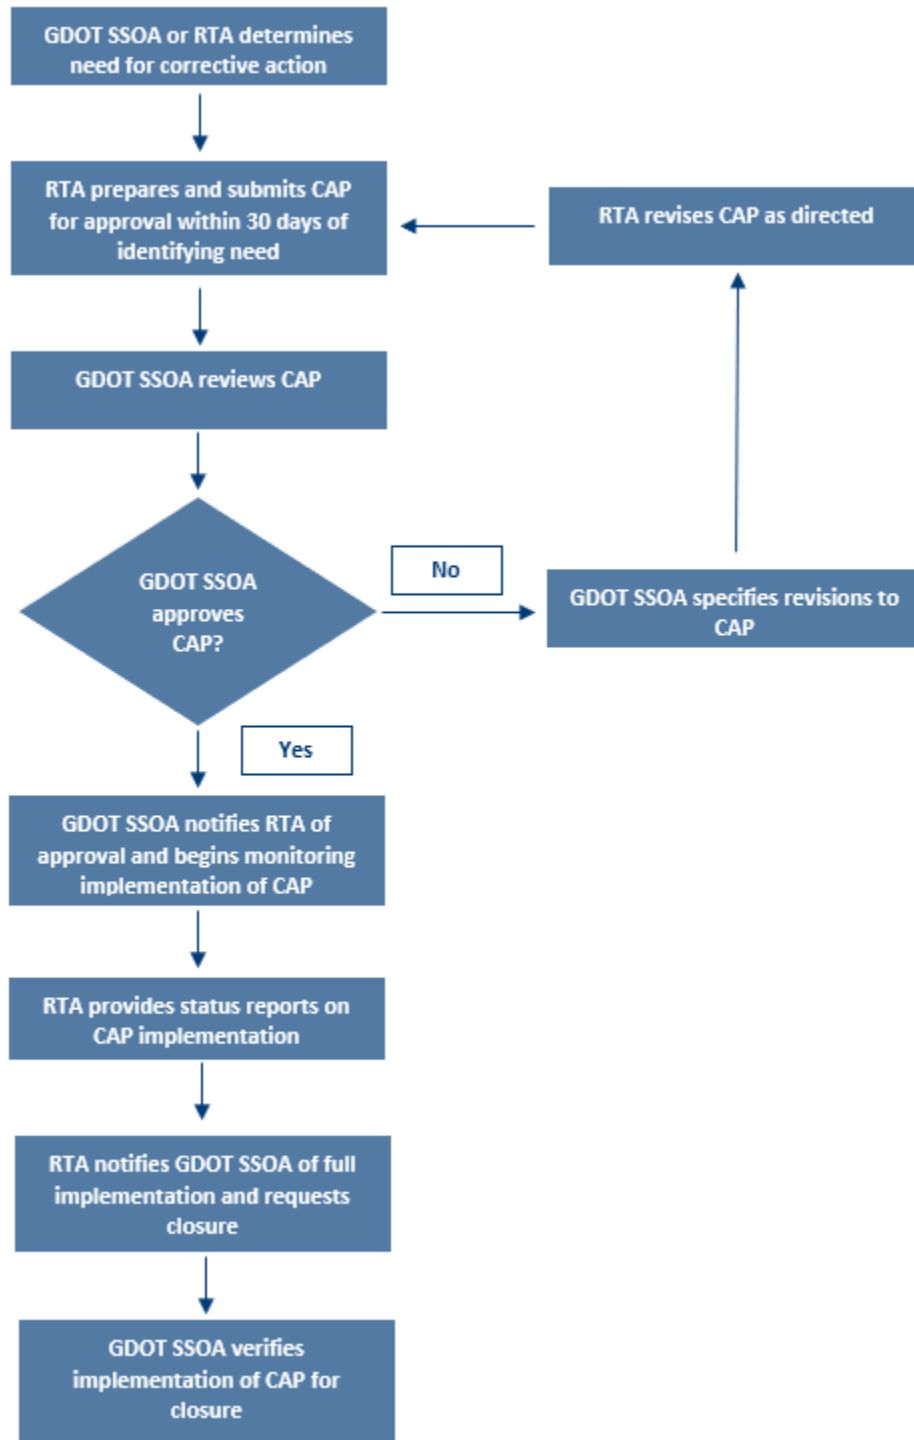 GDOT SSOA or RTA determines
need for corrective action
RTA prepares and submits CAP
for approval within 30 days of
identifying need
RTA revises CAP as directed
GDOT SSOA reviews CAP
GDOT SSOA
approves
CAP?
No
GDOT SSOA specifies revisions to
CAP
Yes
GDOT SSOA notifies RTA of
approval and begins monitoring
implementation of CAP
RTA provides status reports on
CAP implementation
RTA notifies GDOT SSOA of full
implementation and requests
closure
GDOT SSOA verifies
implementation of CAP for
closure